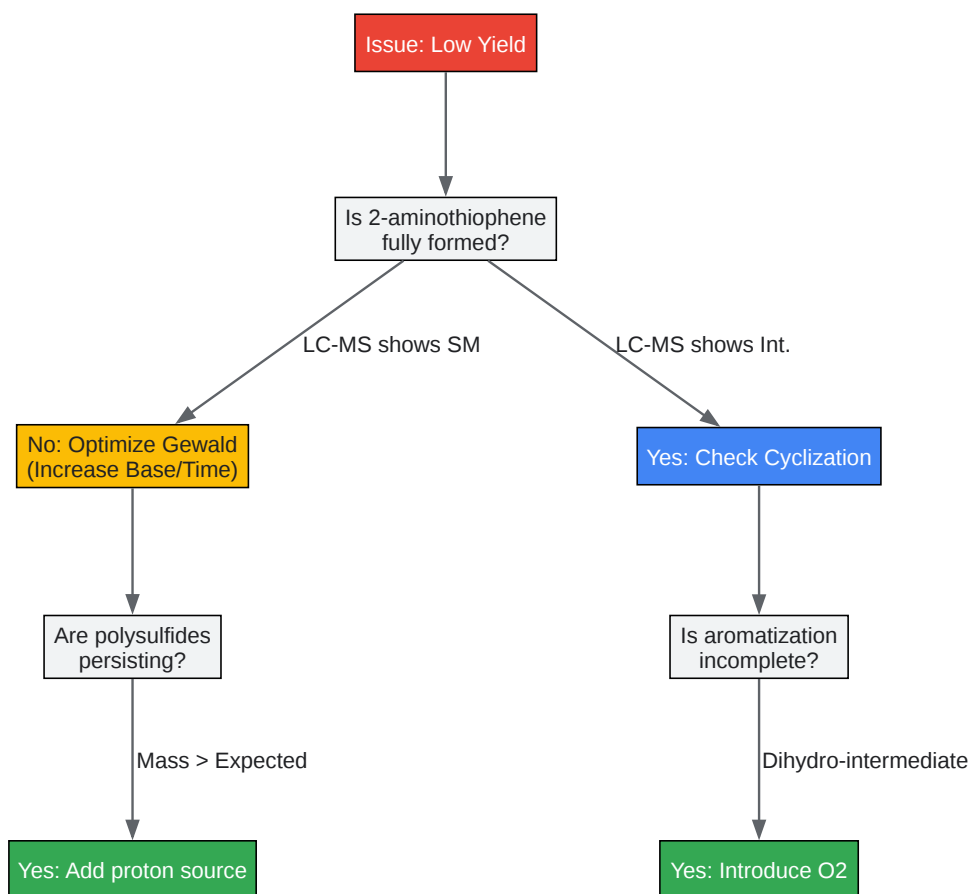 Issue: Low Yield
Is 2-aminothiophene
fully formed?
LC-MS shows SM
LC-MS shows Int.
No: Optimize Gewald
(Increase Base/Time)
Yes: Check Cyclization
Are polysulfides
persisting?
Is aromatization
incomplete?
Mass > Expected
Dihydro-intermediate
Yes: Add proton source
Yes: Introduce O2